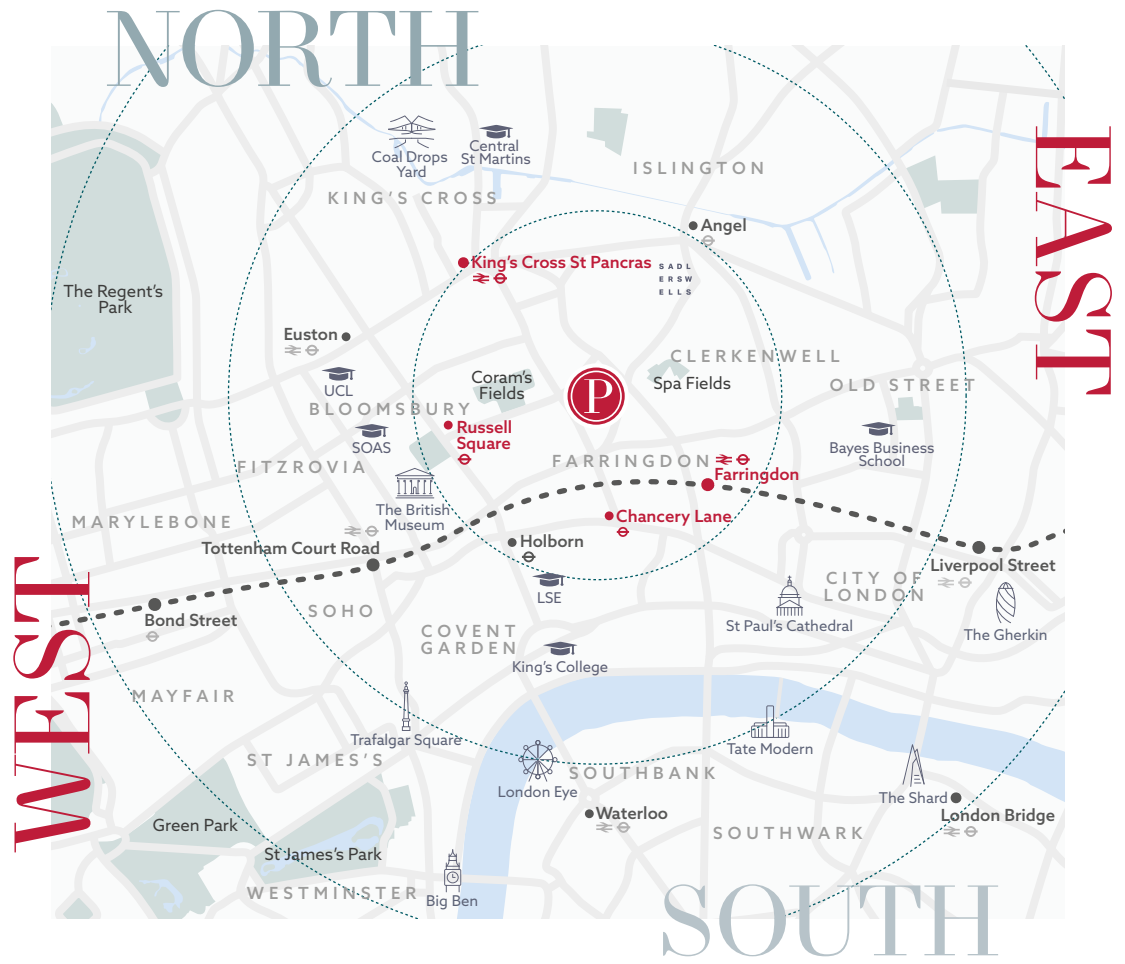 NORTH
Coal Drops
Yard
Central
St Martins
ISLINGTON
KING'S CROSS
EAST
Angel
King's Cross St Pancras
SADL
ERSW
ELLS
The Regent's
Park
Euston
UCL
BLOOMSBURY
Coram's
Fields
P
CLERKENWELL
Spa Fields
OLD STREET
Russell
Square
SOAS
Bayes Business
School
FITZROVIA
FARRINGDON
Farringdon
The British
Museum
MARYLEBONE
Chancery Lane
Tottenham Court Road
Holborn
Liverpool Street
WEST
LSE
CITY OF
LONDON
SOHO
Bond Street
St Paul's Cathedral
The Gherkin
COVENT
GARDEN
King's College
MAYFAIR
Trafalgar Square
Tate Modern
ST JAMES'S
SOUTHBANK
London Eye
The Shard
Waterloo
London Bridge
Green Park
SOUTHWARK
St James's Park
WESTMINSTER
Big Ben
SOUTH